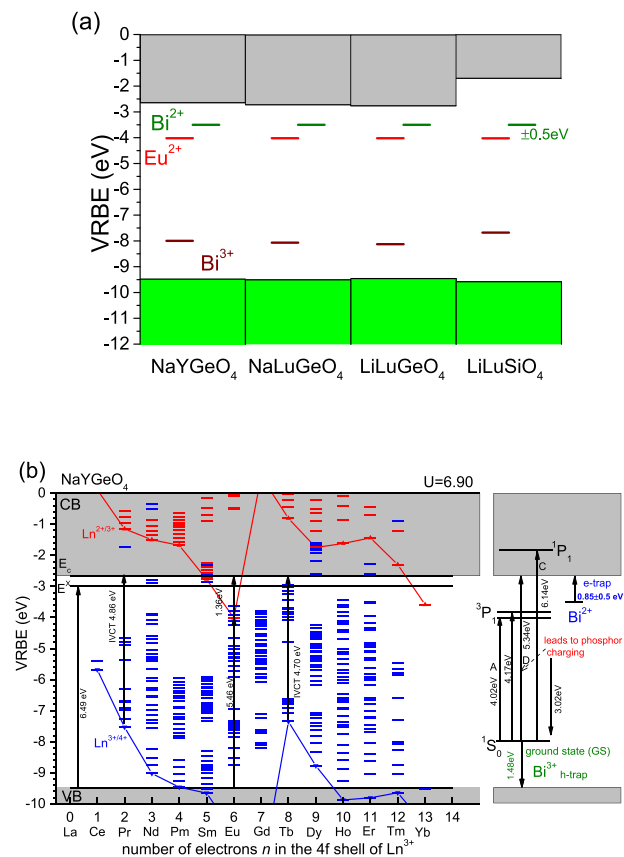 (a)
0
-1
-2
-3
-4
-5
-6
-7
-8
-9
-10
-11
-12
VRBE (eV)
Bi²⁺
±0.5eV
Eu²⁺
Bi³⁺
NaYGeO₄ NaLuGeO₄ LiLuGeO₄ LiLuSiO₄
(b)
NaYGeO₄ U=6.90
0
-1
-2
-3
-4
-5
-6
-7
-8
-9
-10
VRBE (eV)
CB
Ln²⁺/³⁺
E_C
E^X
IVCT 4.86 eV
1.36eV
6.49 eV
5.46 eV
IVCT 4.70 eV
Ln³⁺/⁴⁺
VB
0 1 2 3 4 5 6 7 8 9 10 11 12 13 14
La Ce Pr Nd Pm Sm Eu Gd Tb Dy Ho Er Tm Yb
number of electrons n in the 4f shell of Ln³⁺
¹P₁
C
6.14eV
e-trap
0.85±0.5 eV
Bi²⁺
³P₁
5.34eV
leads to phosphor
charging
A
D
4.02eV
4.17eV
3.02eV
¹S₀
ground state (GS)
1.48eV
Bi³⁺ h-trap